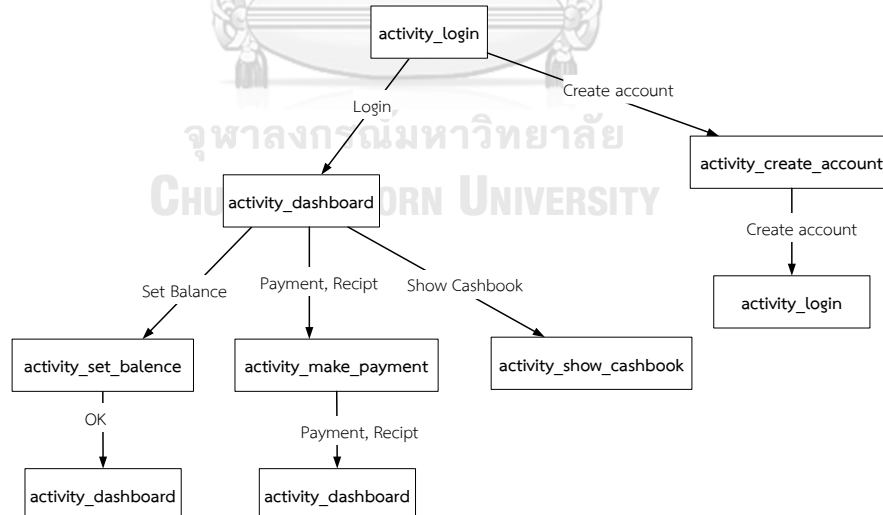 activity_login
Create account
Login
จุฬาลงกรณ์มหาวิทยาลัย
activity_create_account
UNIVERSITY
activity_dashboard
Create account
Set Balance
Payment, Recipt
Show Cashbook
activity_login
activity_set_balence
activity_make_payment
activity_show_cashbook
OK
Payment, Recipt
activity_dashboard
activity_dashboard